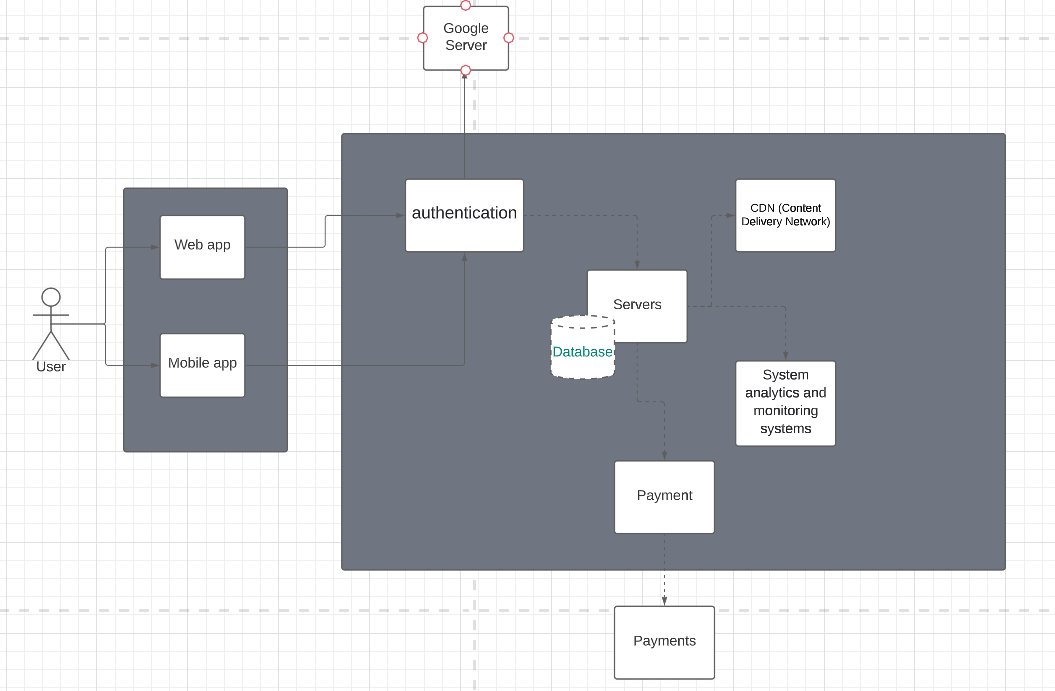 Google
Server
authentication
CDN (Content
Delivery Network)
Web app
Servers
User
Mobile app
Database
System
analytics and
monitoring
systems
Payment
Payments